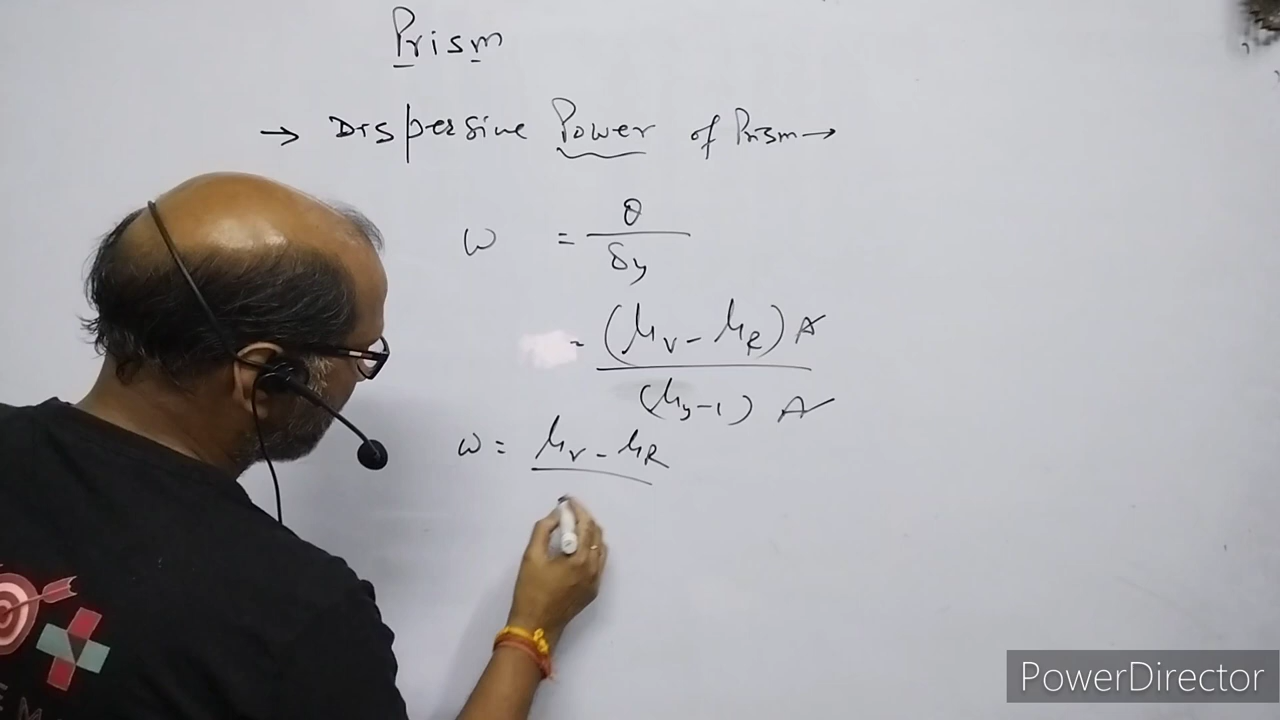 Prism
→ Dispersive Power of Prism →
ω = θ / δy
= (μV - μR) A / (μy - 1) A
ω = μV - μR
PowerDirector